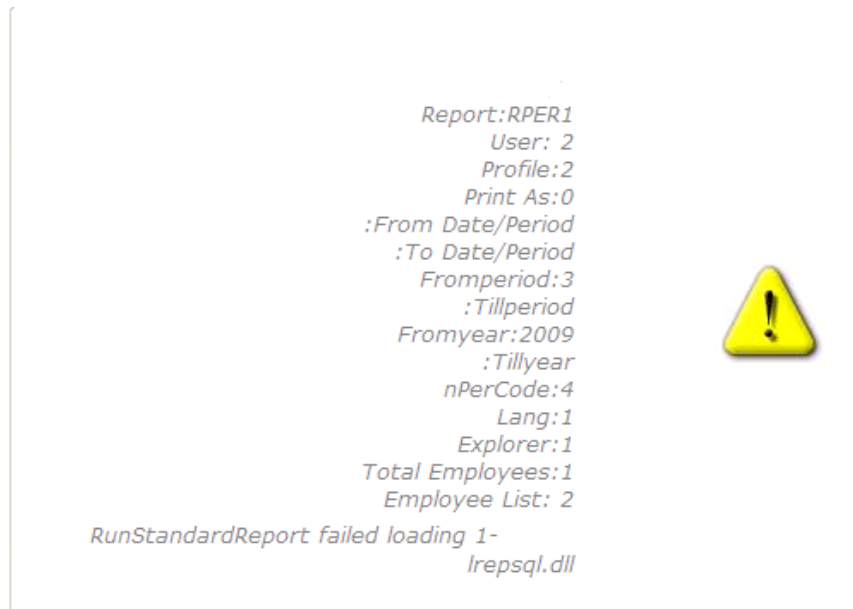 Report:RPER1
User: 2
Profile:2
Print As:0
:From Date/Period
:To Date/Period
Fromperiod:3
:Tillperiod
Fromyear:2009
:Tillyear
nPerCode:4
Lang:1
Explorer:1
Total Employees:1
Employee List: 2
RunStandardReport failed loading 1-
lrepsql.dll